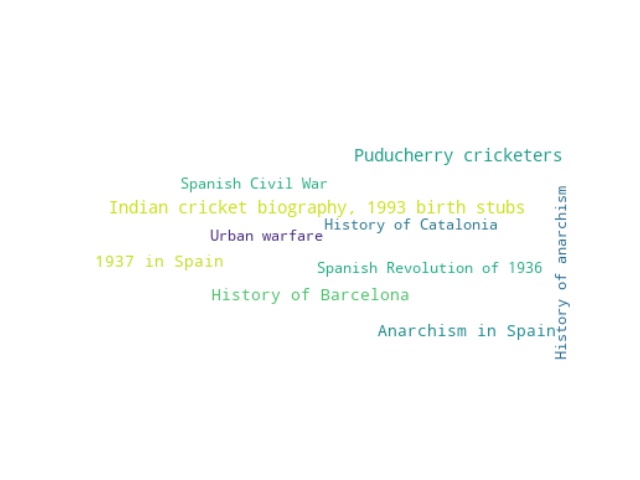 Puducherry cricketers
Spanish Civil War
Indian cricket biography, 1993 birth stubs
History of Catalonia
Urban warfare
1937 in Spain
Spanish Revolution of 1936
History of Barcelona
Anarchism in Spain
History of anarchism